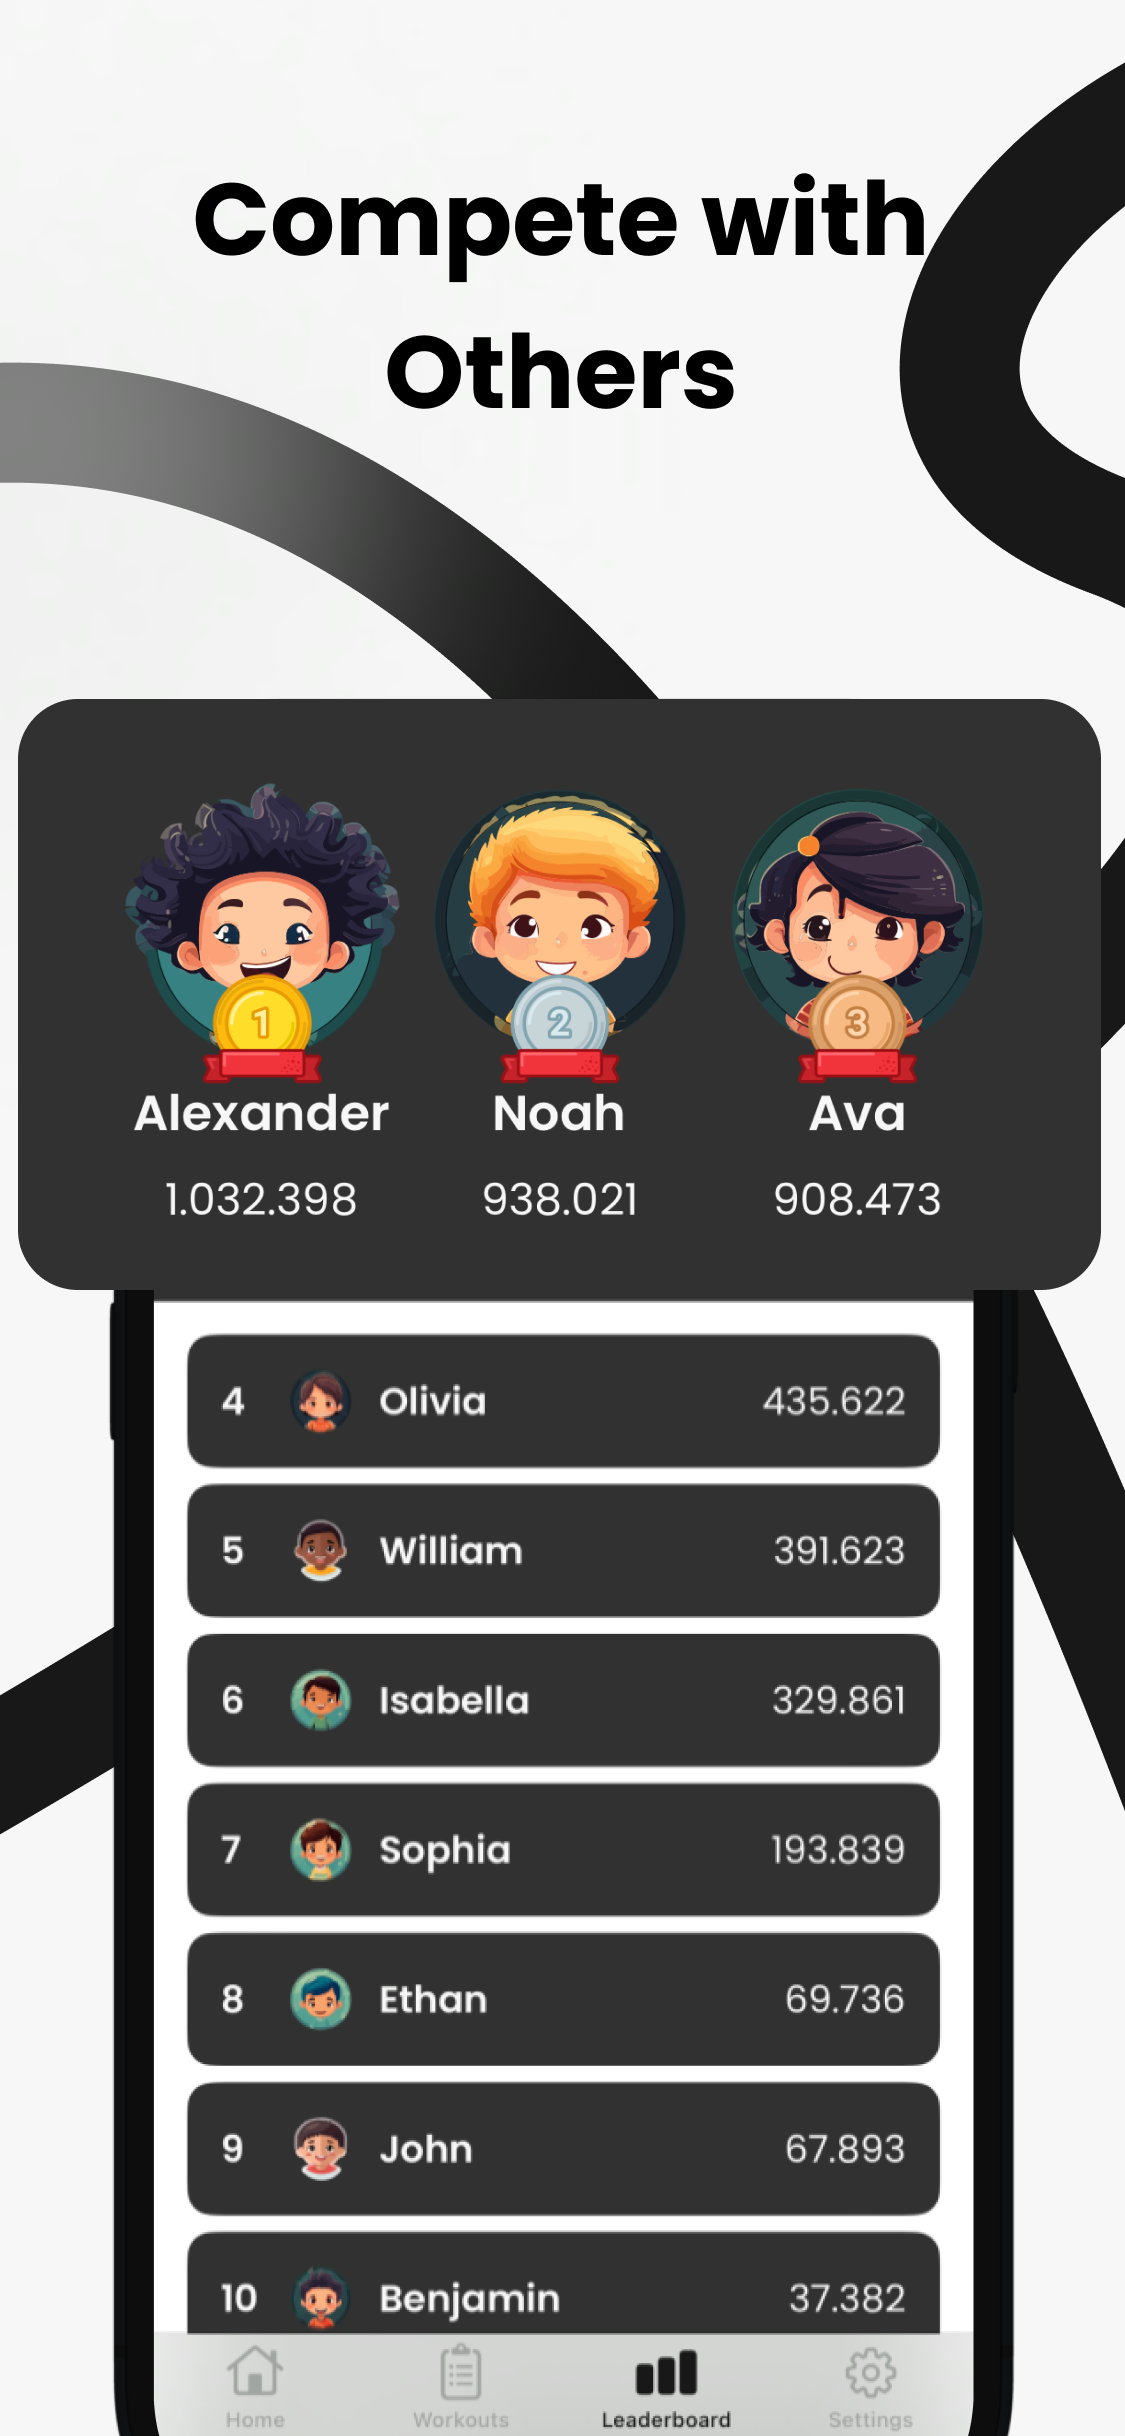 Compete with
Others
1 2 3
Alexander Noah Ava
1.032.398 938.021 908.473
4 Olivia 435.622
5 William 391.623
6 Isabella 329.861
7 Sophia 193.839
8 Ethan 69.736
9 John 67.893
10 Benjamin 37.382
Home Workouts Leaderboard Settings